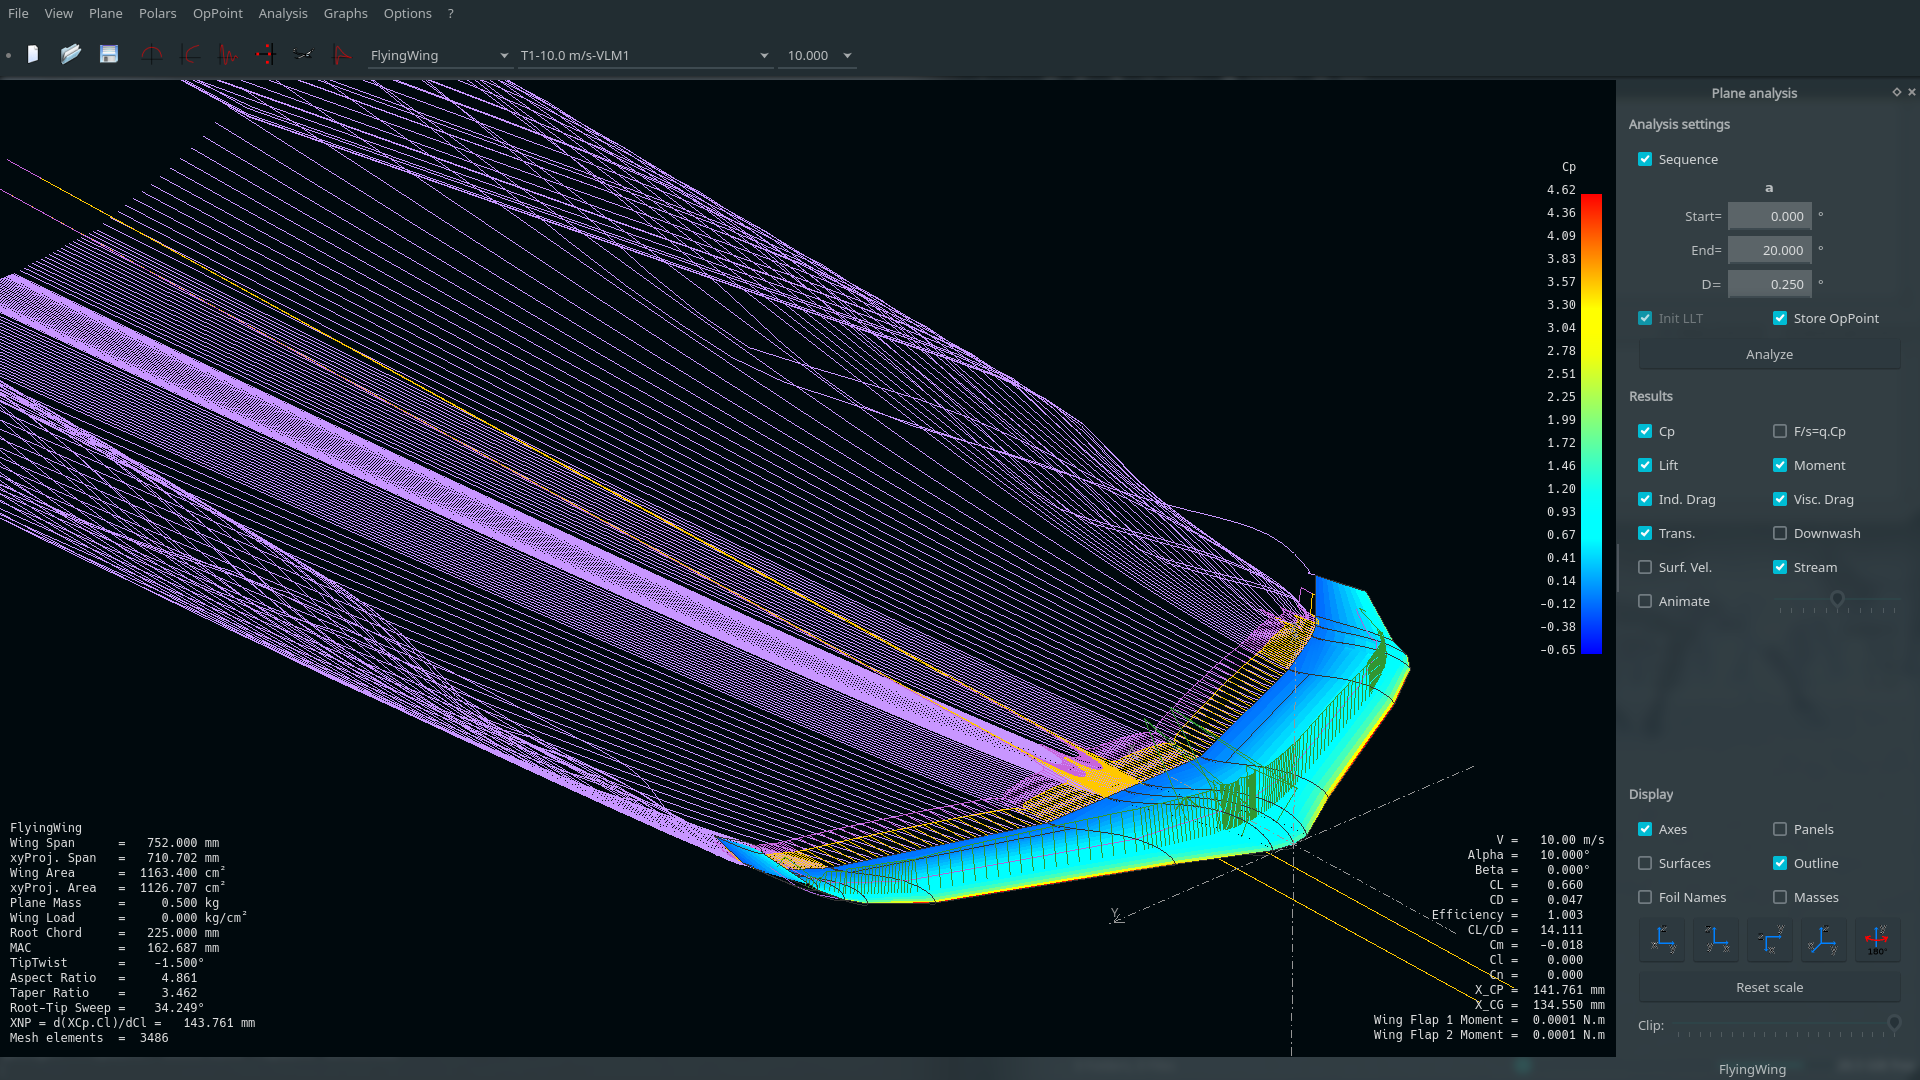 File View Plane Polars OpPoint Analysis Graphs Options ?
FlyingWing T1-10.0 m/s-VLM1 10.000
Plane analysis
Analysis settings
Sequence
a
Start= 0.000 °
End= 20.000 °
D= 0.250 °
Init LLT Store OpPoint
Analyze
Results
Cp F/s=q.Cp
Lift Moment
Ind. Drag Visc. Drag
Trans. Downwash
Surf. Vel. Stream
Animate
Display
Axes Panels
Surfaces Outline
Foil Names Masses
180°
Reset scale
Clip:
FlyingWing
Cp
4.62
4.36
4.09
3.83
3.57
3.30
3.04
2.78
2.51
2.25
1.99
1.72
1.46
1.20
0.93
0.67
0.41
0.14
-0.12
-0.38
-0.65
Y
FlyingWing
Wing Span = 752.000 mm
xyProj. Span = 710.702 mm
Wing Area = 1163.400 cm²
xyProj. Area = 1126.707 cm²
Plane Mass = 0.500 kg
Wing Load = 0.000 kg/cm²
Root Chord = 225.000 mm
MAC = 162.687 mm
TipTwist = -1.500°
Aspect Ratio = 4.861
Taper Ratio = 3.462
Root-Tip Sweep = 34.249°
XNP = d(XCp.Cl)/dCl = 143.761 mm
Mesh elements = 3486
V = 10.00 m/s
Alpha = 10.000°
Beta = 0.000°
CL = 0.660
CD = 0.047
Efficiency = 1.003
CL/CD = 14.111
Cm = -0.018
Cl = 0.000
Cn = 0.000
X_CP = 141.761 mm
X_CG = 134.550 mm
Wing Flap 1 Moment = 0.0001 N.m
Wing Flap 2 Moment = 0.0001 N.m